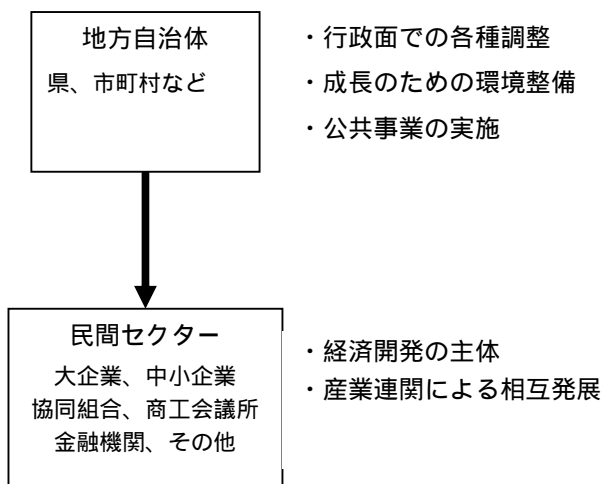 地方自治体
県、市町村など
・行政面での各種調整
・成長のための環境整備
・公共事業の実施
民間セクター
大企業、中小企業
協同組合、商工会議所
金融機関、その他
・経済開発の主体
・産業連関による相互発展